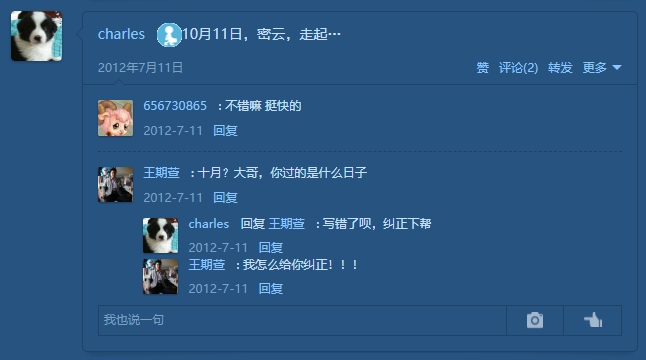 charles 10月11日，密云，走起…
2012年7月11日 赞 评论(2) 转发 更多
656730865 ：不错嘛 挺快的
2012-7-11 回复
王期萱 ：十月？大哥，你过的是什么日子
2012-7-11 回复
charles 回复 王期萱 ：写错了呗，纠正下帮
2012-7-11 回复
王期萱 ：我怎么给你纠正！！！
2012-7-11 回复
我也说一句